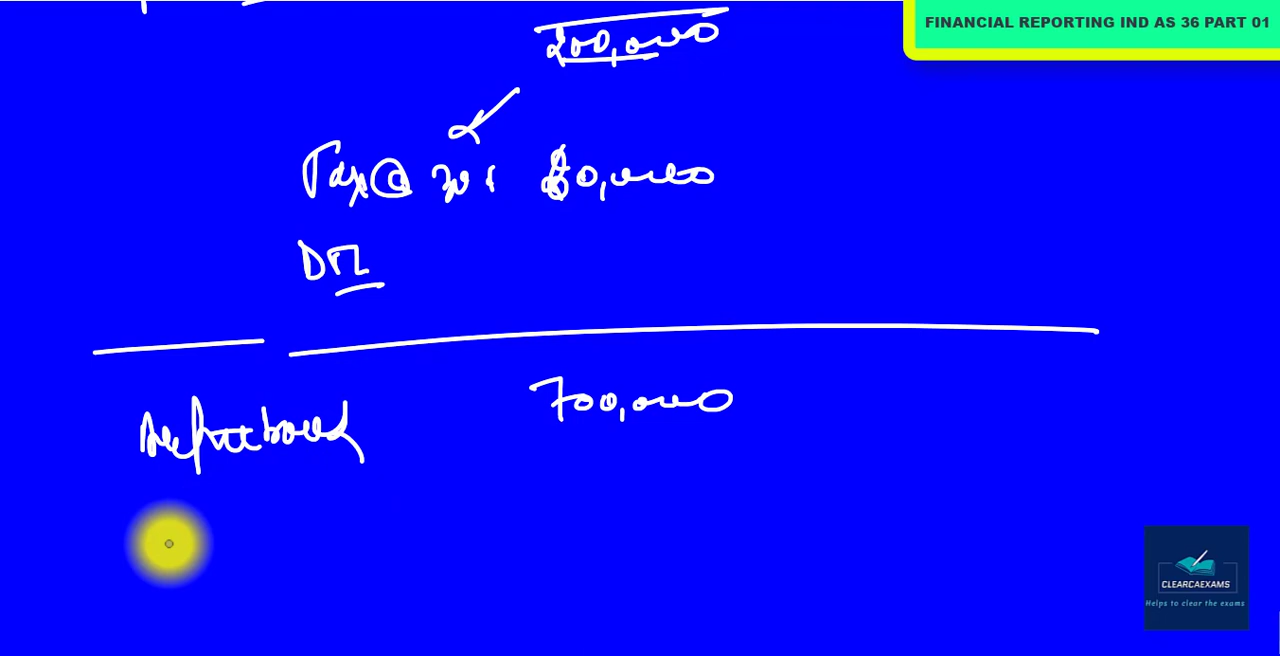 FINANCIAL REPORTING IND AS 36 PART 01
200,000
Tax@ 30%
60,000
DTL
700,000
CLEARCAEXAMS
Helps to clear the exams